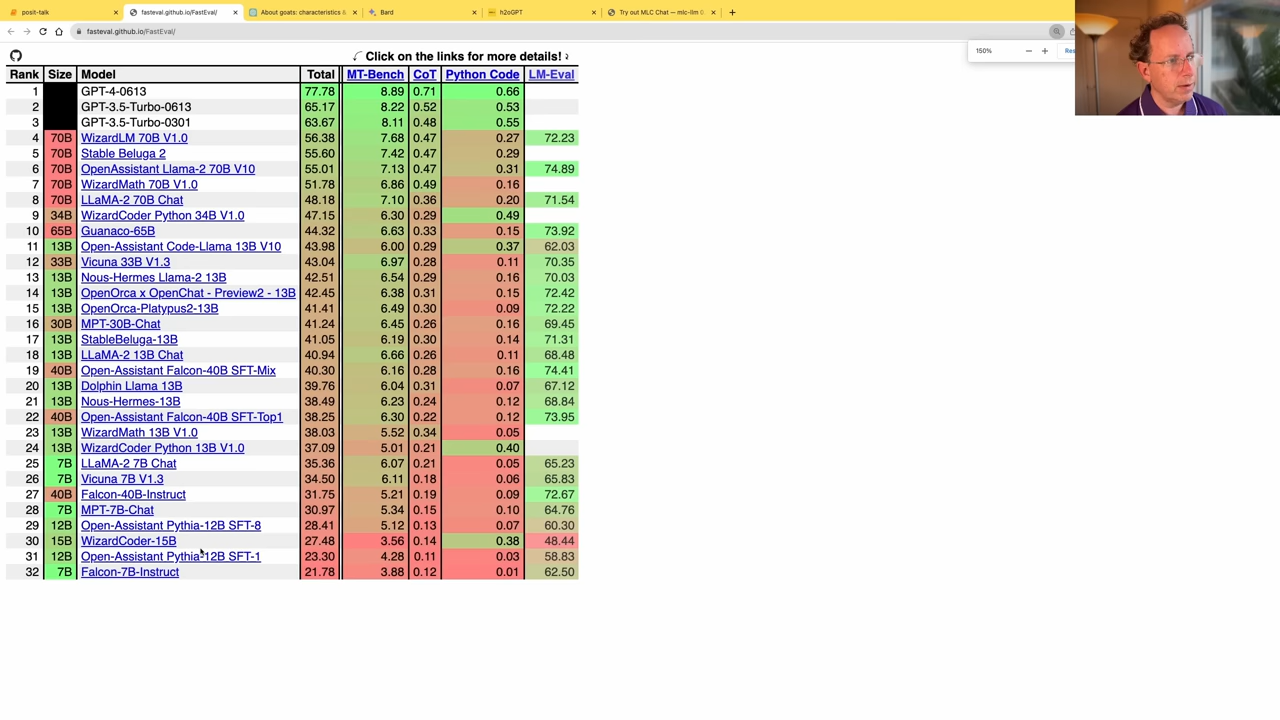 posit-talk
fasteval.github.io/FastEval/
About goats: characteristics &
Bard
h2oGPT
Try out MLC Chat — mlc-llm 0.
fasteval.github.io/FastEval/
150%
Click on the links for more details!
Rank Size Model Total MT-Bench CoT Python Code LM-Eval
1 GPT-4-0613 77.78 8.89 0.71 0.66
2 GPT-3.5-Turbo-0613 65.17 8.22 0.52 0.53
3 GPT-3.5-Turbo-0301 63.67 8.11 0.48 0.55
4 70B WizardLM 70B V1.0 56.38 7.68 0.47 0.27 72.23
5 70B Stable Beluga 2 55.60 7.42 0.47 0.29
6 70B OpenAssistant Llama-2 70B V10 55.01 7.13 0.47 0.31 74.89
7 70B WizardMath 70B V1.0 51.78 6.86 0.49 0.16
8 70B LLaMA-2 70B Chat 48.18 7.10 0.36 0.20 71.54
9 34B WizardCoder Python 34B V1.0 47.15 6.30 0.29 0.49
10 65B Guanaco-65B 44.32 6.63 0.33 0.15 73.92
11 13B Open-Assistant Code-Llama 13B V10 43.98 6.00 0.29 0.37 62.03
12 33B Vicuna 33B V1.3 43.04 6.97 0.28 0.11 70.35
13 13B Nous-Hermes Llama-2 13B 42.51 6.54 0.29 0.16 70.03
14 13B OpenOrca x OpenChat - Preview2 - 13B 42.45 6.38 0.31 0.15 72.42
15 13B OpenOrca-Platypus2-13B 41.41 6.49 0.30 0.09 72.22
16 30B MPT-30B-Chat 41.24 6.45 0.26 0.16 69.45
17 13B StableBeluga-13B 41.05 6.19 0.30 0.14 71.31
18 13B LLaMA-2 13B Chat 40.94 6.66 0.26 0.11 68.48
19 40B Open-Assistant Falcon-40B SFT-Mix 40.30 6.16 0.28 0.16 74.41
20 13B Dolphin Llama 13B 39.76 6.04 0.31 0.07 67.12
21 13B Nous-Hermes-13B 38.49 6.23 0.24 0.12 68.84
22 40B Open-Assistant Falcon-40B SFT-Top1 38.25 6.30 0.22 0.12 73.95
23 13B WizardMath 13B V1.0 38.03 5.52 0.34 0.05
24 13B WizardCoder Python 13B V1.0 37.09 5.01 0.21 0.40
25 7B LLaMA-2 7B Chat 35.36 6.07 0.21 0.05 65.23
26 7B Vicuna 7B V1.3 34.50 6.11 0.18 0.06 65.83
27 40B Falcon-40B-Instruct 31.75 5.21 0.19 0.09 72.67
28 7B MPT-7B-Chat 30.97 5.34 0.15 0.10 64.76
29 12B Open-Assistant Pythia-12B SFT-8 28.41 5.12 0.13 0.07 60.30
30 15B WizardCoder-15B 27.48 3.56 0.14 0.38 48.44
31 12B Open-Assistant Pythia-12B SFT-1 23.30 4.28 0.11 0.03 58.83
32 7B Falcon-7B-Instruct 21.78 3.88 0.12 0.01 62.50